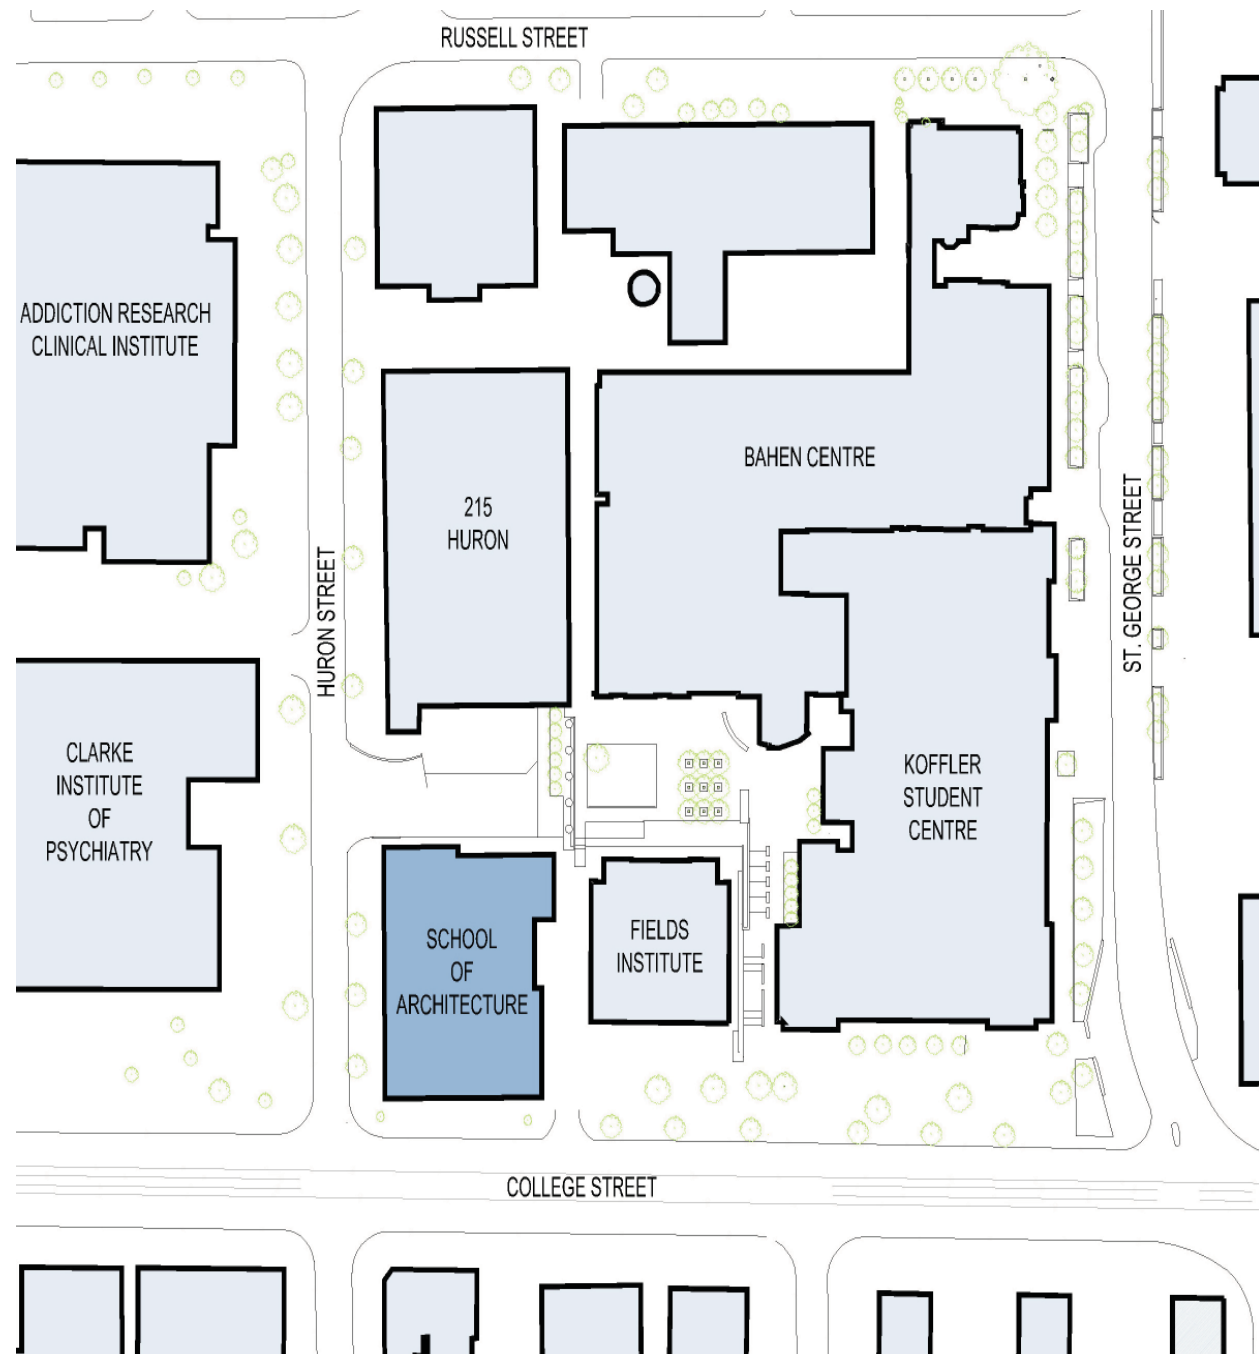 RUSSELL STREET
ADDICTION RESEARCH
CLINICAL INSTITUTE
BAHEN CENTRE
215
HURON
HURON STREET
ST. GEORGE STREET
CLARKE
INSTITUTE
OF
PSYCHIATRY
KOFFLER
STUDENT
CENTRE
SCHOOL
OF
ARCHITECTURE
FIELDS
INSTITUTE
COLLEGE STREET